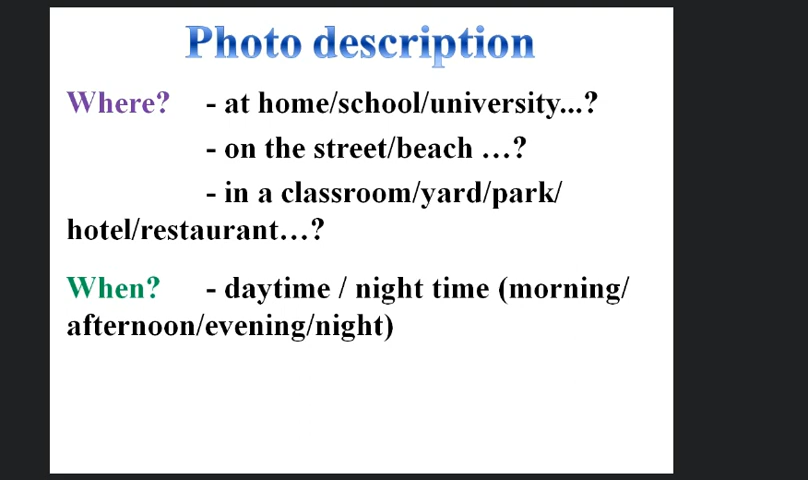 Photo description
Where? - at home/school/university...?
- on the street/beach …?
- in a classroom/yard/park/
hotel/restaurant…?
When? - daytime / night time (morning/
afternoon/evening/night)